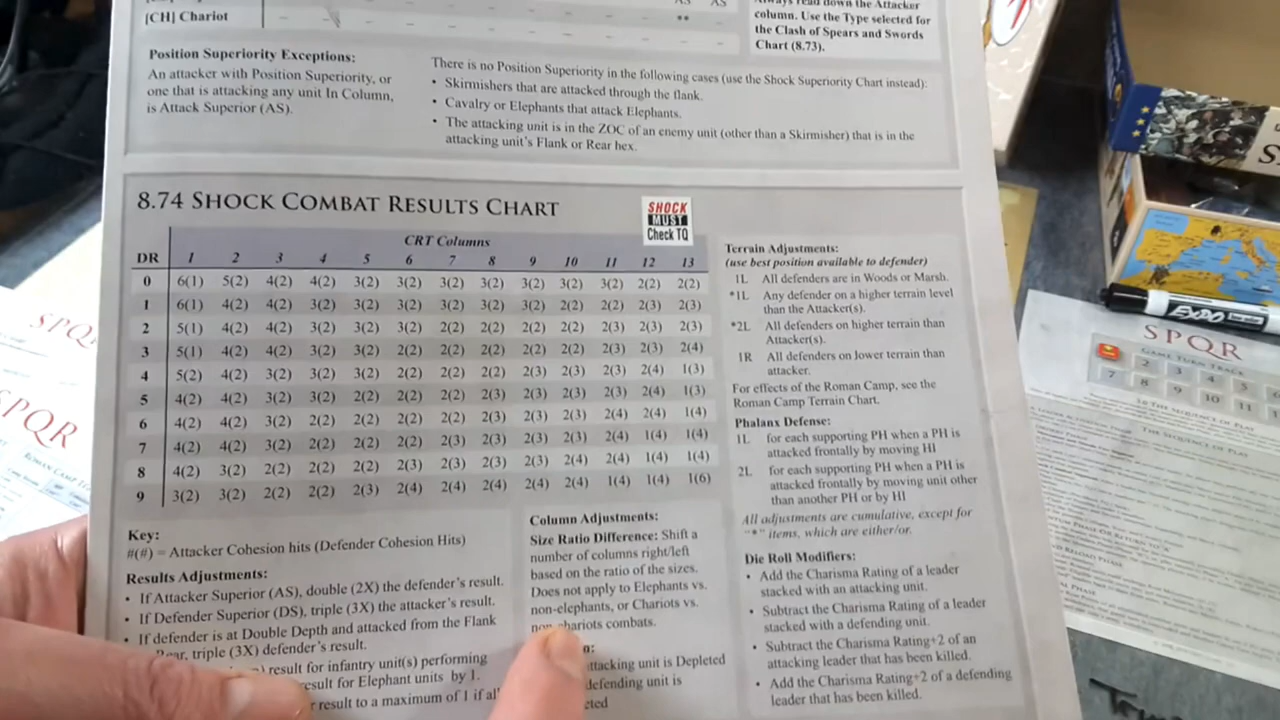 [CH] Chariot – – – – – – – – – ** –
column. Use the Type selected for
the Clash of Spears and Swords
Chart (8.73).
Position Superiority Exceptions:
An attacker with Position Superiority, or
one that is attacking any unit In Column,
is Attack Superior (AS).
There is no Position Superiority in the following cases (use the Shock Superiority Chart instead):
• Skirmishers that are attacked through the flank.
• Cavalry or Elephants that attack Elephants.
• The attacking unit is in the ZOC of an enemy unit (other than a Skirmisher) that is in the
attacking unit's Flank or Rear hex.
8.74 SHOCK COMBAT RESULTS CHART
SHOCK
MUST
Check TQ
CRT Columns
DR 1 2 3 4 5 6 7 8 9 10 11 12 13
0 6(1) 5(2) 4(2) 4(2) 3(2) 3(2) 3(2) 3(2) 3(2) 3(2) 3(2) 2(2) 2(2)
1 6(1) 4(2) 4(2) 3(2) 3(2) 3(2) 3(2) 3(2) 3(2) 2(2) 2(2) 2(3) 2(3)
2 5(1) 4(2) 4(2) 3(2) 3(2) 3(2) 2(2) 2(2) 2(2) 2(2) 2(3) 2(3) 2(3)
3 5(1) 4(2) 4(2) 3(2) 3(2) 2(2) 2(2) 2(2) 2(2) 2(2) 2(3) 2(3) 2(4)
4 5(2) 4(2) 3(2) 3(2) 3(2) 2(2) 2(2) 2(2) 2(3) 2(3) 2(3) 2(4) 1(3)
5 4(2) 4(2) 3(2) 3(2) 2(2) 2(2) 2(2) 2(3) 2(3) 2(3) 2(3) 2(4) 1(3)
6 4(2) 4(2) 3(2) 2(2) 2(2) 2(2) 2(2) 2(3) 2(3) 2(3) 2(4) 2(4) 1(4)
7 4(2) 4(2) 3(2) 2(2) 2(2) 2(2) 2(3) 2(3) 2(3) 2(3) 2(4) 1(4) 1(4)
8 4(2) 3(2) 2(2) 2(2) 2(2) 2(3) 2(3) 2(3) 2(3) 2(4) 2(4) 1(4) 1(4)
9 3(2) 3(2) 2(2) 2(2) 2(3) 2(4) 2(4) 2(4) 2(4) 2(4) 1(4) 1(4) 1(6)
Key:
#(#) = Attacker Cohesion hits (Defender Cohesion Hits)
Results Adjustments:
• If Attacker Superior (AS), double (2X) the defender's result.
• If Defender Superior (DS), triple (3X) the attacker's result.
• If defender is at Double Depth and attacked from the Flank
Rear, triple (3X) defender's result.
result for infantry unit(s) performing
result for Elephant units by 1.
result to a maximum of 1 if
Column Adjustments:
Size Ratio Difference: Shift a
number of columns right/left
based on the ratio of the sizes.
Does not apply to Elephants vs.
non-elephants, or Chariots vs.
non chariots combats.
attacking unit is Depleted
defending unit is
Terrain Adjustments:
(use best position available to defender)
1L All defenders are in Woods or Marsh.
*1L Any defender on a higher terrain level
than the Attacker(s).
*2L All defenders on higher terrain than
Attacker(s).
1R All defenders on lower terrain than
attacker.
For effects of the Roman Camp, see the
Roman Camp Terrain Chart.
Phalanx Defense:
1L for each supporting PH when a PH is
attacked frontally by moving HI
2L for each supporting PH when a PH is
attacked frontally by moving unit other
than another PH or by HI
All adjustments are cumulative, except for
"*" items, which are either/or.
Die Roll Modifiers:
• Add the Charisma Rating of a leader
stacked with an attacking unit.
• Subtract the Charisma Rating of a leader
stacked with a defending unit.
• Subtract the Charisma Rating+2 of an
attacking leader that has been killed.
• Add the Charisma Rating+2 of a defending
leader that has been killed.
EXPO
SPQR
GAME TURN TRACK
2 3 4 5
7 8 9 10 11
THE SEQUENCE OF PLAY
SPQR
SPQR